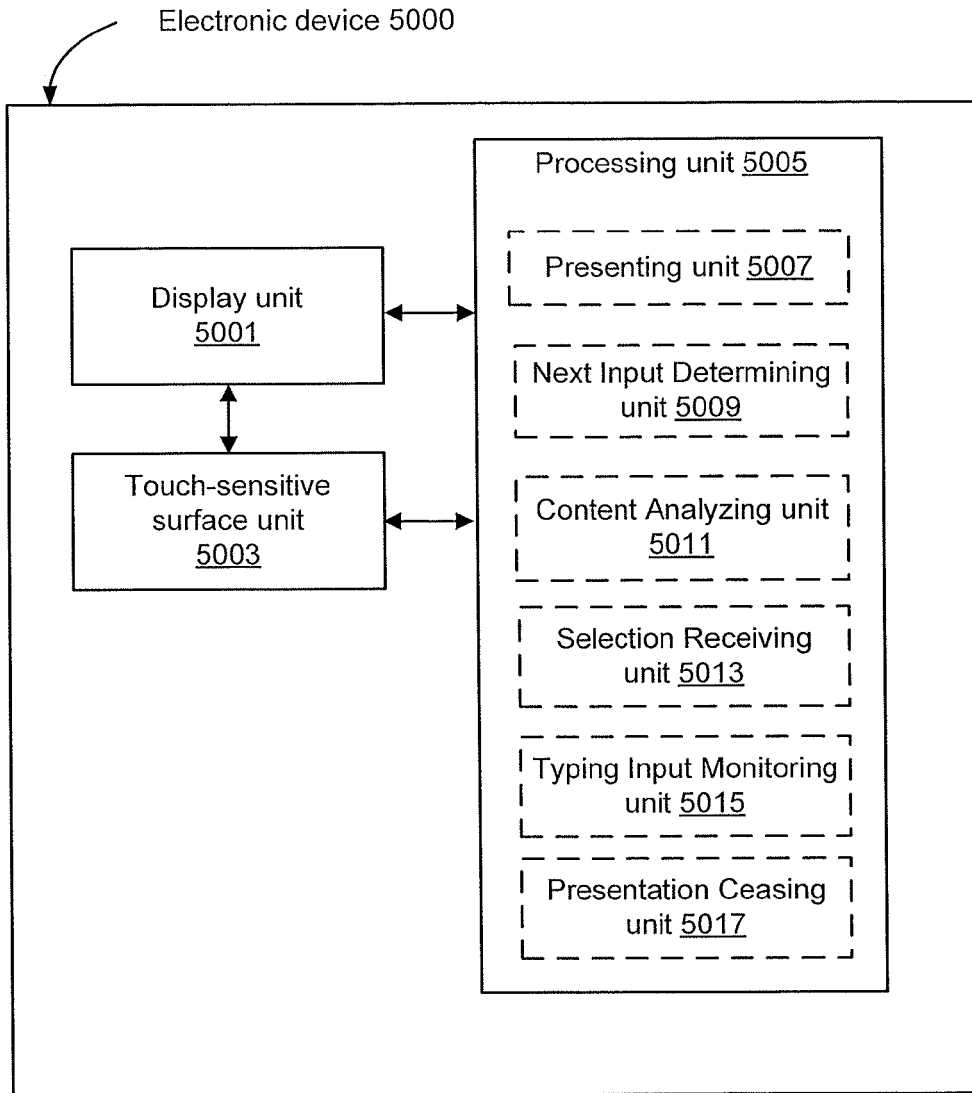 Electronic device 5000
Processing unit 5005
Presenting unit 5007
Display unit
5001
Next Input Determining
unit 5009
Touch-sensitive
surface unit
5003
Content Analyzing unit
5011
Selection Receiving
unit 5013
Typing Input Monitoring
unit 5015
Presentation Ceasing
unit 5017